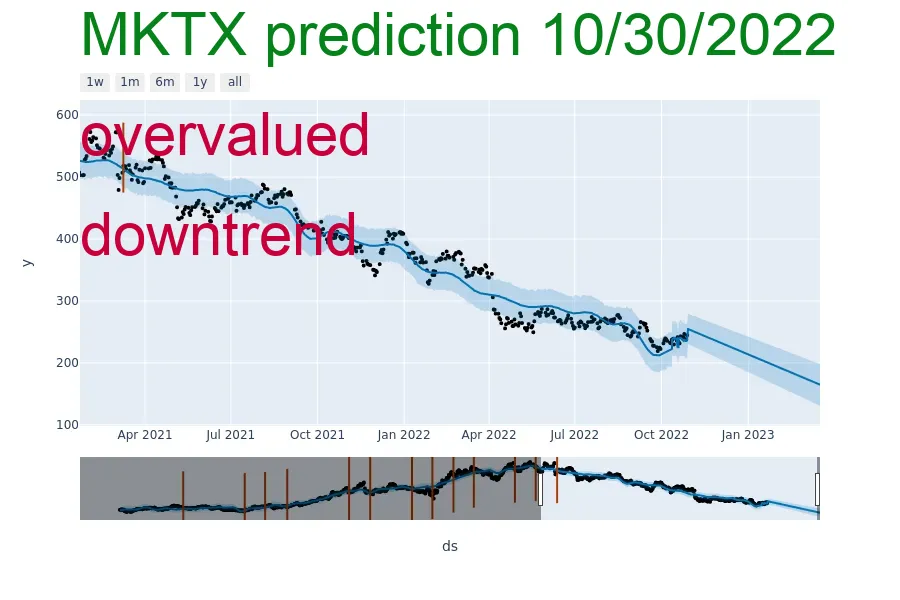 MKTX prediction 10/30/2022
1w 1m 6m 1y all
600
overvalued
500
400
downtrend
y
300
200
100
Apr 2021 Jul 2021 Oct 2021 Jan 2022 Apr 2022 Jul 2022 Oct 2022 Jan 2023
ds